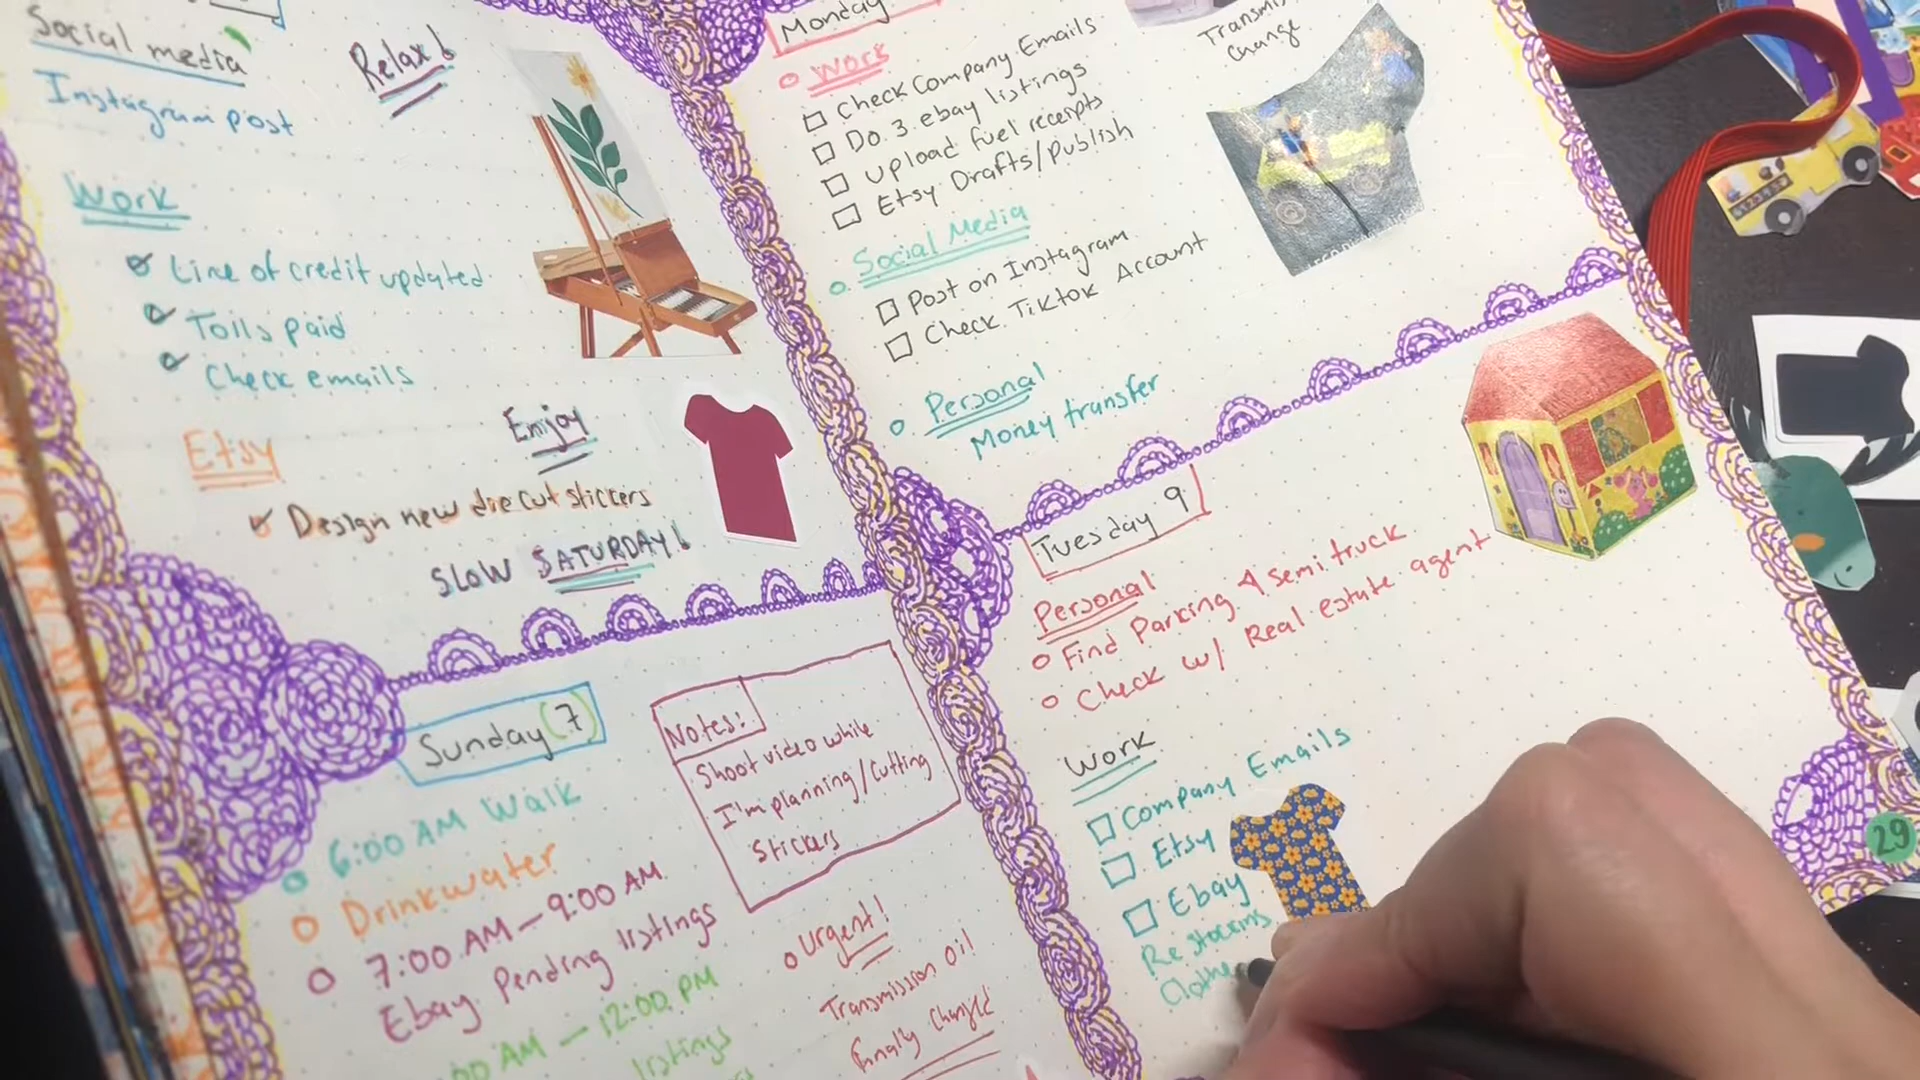 Social media
Instagram post
Relax!
Work
Line of credit updated
Tolls paid
Check emails
Etsy
Enjoy
Design new die cut stickers
SLOW SATURDAY!
Sunday 7
6:00 AM Walk
Drink water
7:00 AM - 9:00 AM
Ebay Pending listings
00 AM - 12:00 PM
listings
Notes:
Shoot video while
I'm planning/Cutting
Stickers
Urgent!
Transmission oil
finally changed
Monday
Work
Check Company Emails
Do 3 ebay listings
Upload fuel receipts
Etsy Drafts/Publish
Social Media
Post on Instagram
Check TikTok Account
Personal
Money transfer
Change
Tuesday 9
Personal
Find Parking 4 semi truck
Check w/ Real estate agent
Work
Company Emails
Etsy
Ebay
Restocking
Clothe
29